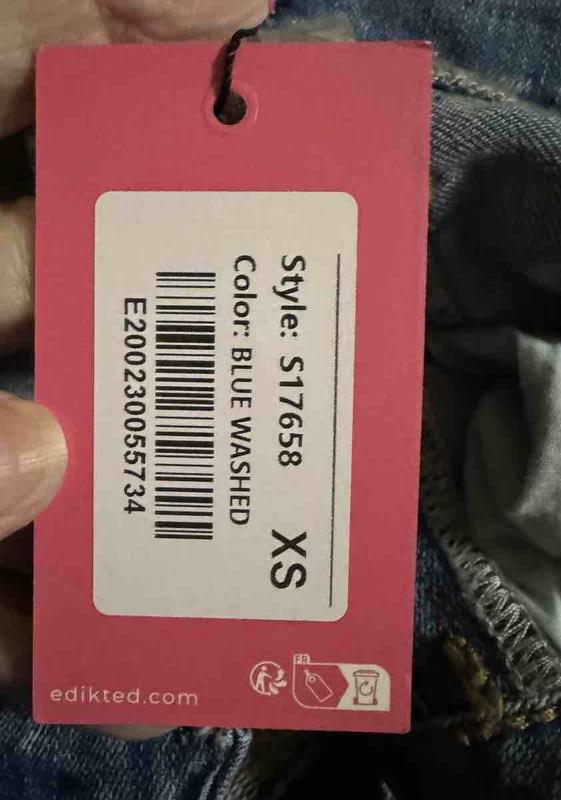 Style: S17658
XS
Color: BLUE WASHED
E200230055734
edikted.com
FR